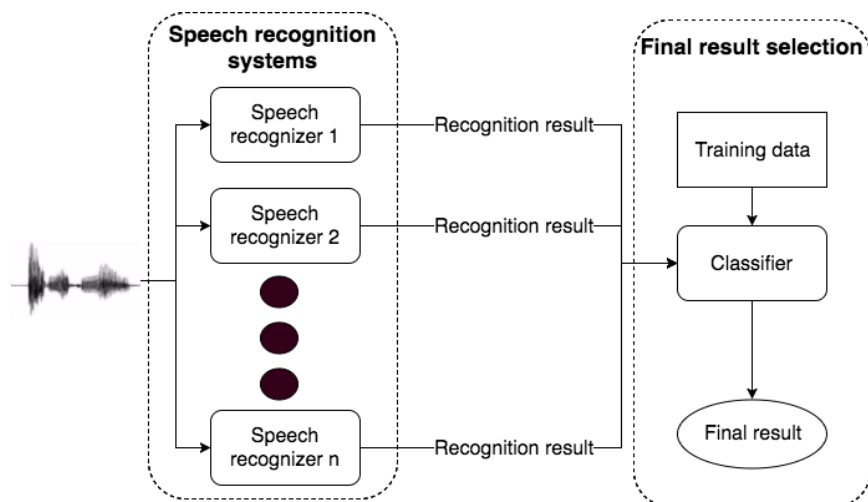 Speech recognition
systems
Final result selection
Speech
recognizer 1
Recognition result
Training data
Speech
recognizer 2
Recognition result
Classifier
Speech
recognizer n
Recognition result
Final result